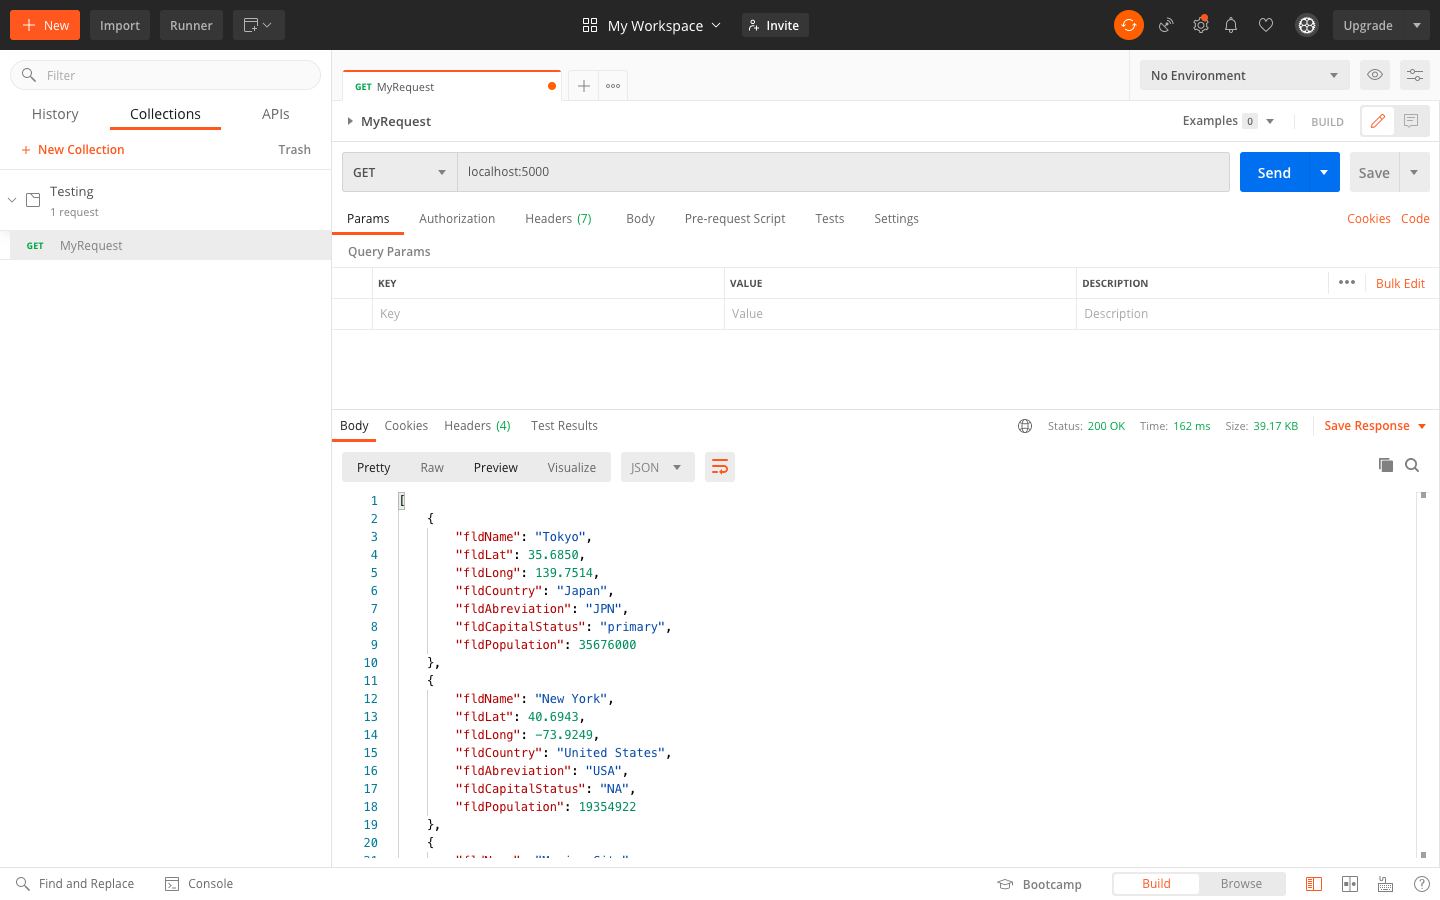 New Import Runner My Workspace Invite Upgrade
Filter
GET MyRequest
No Environment
History Collections APIs
MyRequest Examples 0 BUILD
+ New Collection Trash
GET localhost:5000 Send Save
Testing
1 request
Params Authorization Headers (7) Body Pre-request Script Tests Settings Cookies Code
GET MyRequest
Query Params
KEY VALUE DESCRIPTION Bulk Edit
Key Value Description
Body Cookies Headers (4) Test Results Status: 200 OK Time: 162 ms Size: 39.17 KB Save Response
Pretty Raw Preview Visualize JSON
1 [
2 {
3 "fldName": "Tokyo",
4 "fldLat": 35.6850,
5 "fldLong": 139.7514,
6 "fldCountry": "Japan",
7 "fldAbreviation": "JPN",
8 "fldCapitalStatus": "primary",
9 "fldPopulation": 35676000
10 },
11 {
12 "fldName": "New York",
13 "fldLat": 40.6943,
14 "fldLong": -73.9249,
15 "fldCountry": "United States",
16 "fldAbreviation": "USA",
17 "fldCapitalStatus": "NA",
18 "fldPopulation": 19354922
19 },
20 {
Find and Replace Console Bootcamp Build Browse